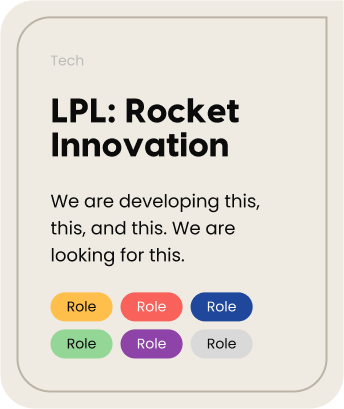 Tech
LPL: Rocket
Innovation
We are developing this,
this, and this. We are
looking for this.
Role Role Role
Role Role Role